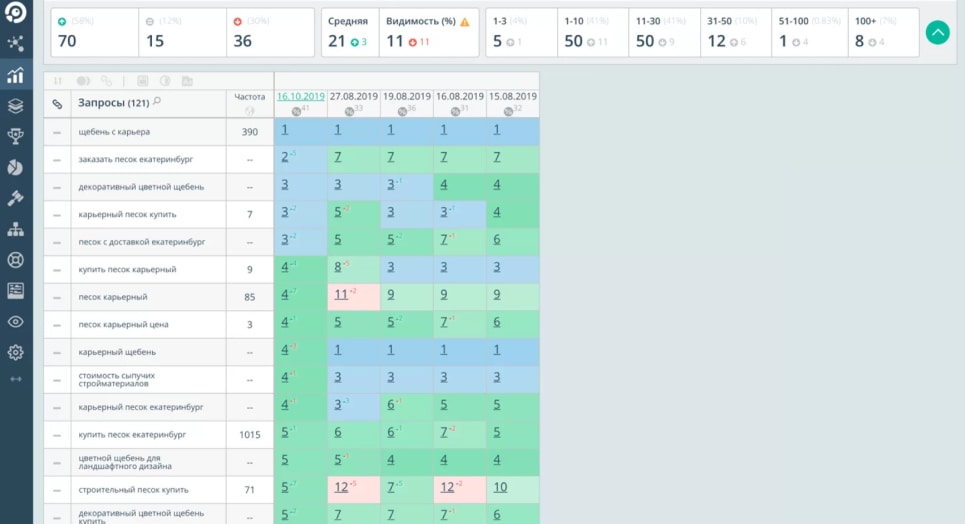 (58%) (12%) (30%) Средняя Видимость (%) 1-3 (4%) 1-10 (41%) 11-30 (41%) 31-50 (10%) 51-100 (0.83%) 100+ (7%)
70 15 36 21 3 11 11 5 1 50 11 50 9 12 6 1 4 8 4
Запросы (121) Частота 16.10.2019 27.08.2019 19.08.2019 16.08.2019 15.08.2019
41 33 36 31 32
щебень с карьера 390 1 1 1 1 1
заказать песок екатеринбург -- 2 7 7 7 7
декоративный цветной щебень -- 3 3 3 4 4
карьерный песок купить 7 3 5 3 3 4
песок с доставкой екатеринбург -- 3 5 5 7 6
купить песок карьерный 9 4 8 3 3 3
песок карьерный 85 4 11 9 9 9
песок карьерный цена 3 4 5 5 7 6
карьерный щебень -- 4 1 1 1 1
стоимость сыпучих
стройматериалов -- 4 3 3 3 3
карьерный песок екатеринбург -- 4 3 6 5 5
купить песок екатеринбург 1015 5 6 6 7 5
цветной щебень для
ландшафтного дизайна -- 5 5 4 4 4
строительный песок купить 71 5 12 7 12 10
декоративный цветной щебень
купить -- 5 7 7 7 6